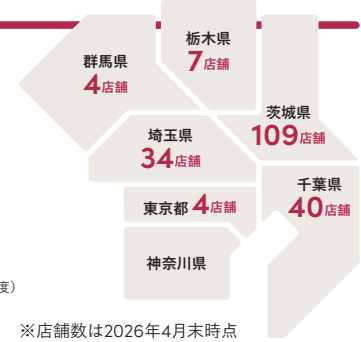 栃木県
7店舗
群馬県
4店舗
茨城県
109店舗
埼玉県
34店舗
千葉県
40店舗
東京都 4店舗
神奈川県
度）
※店舗数は2026年4月末時点